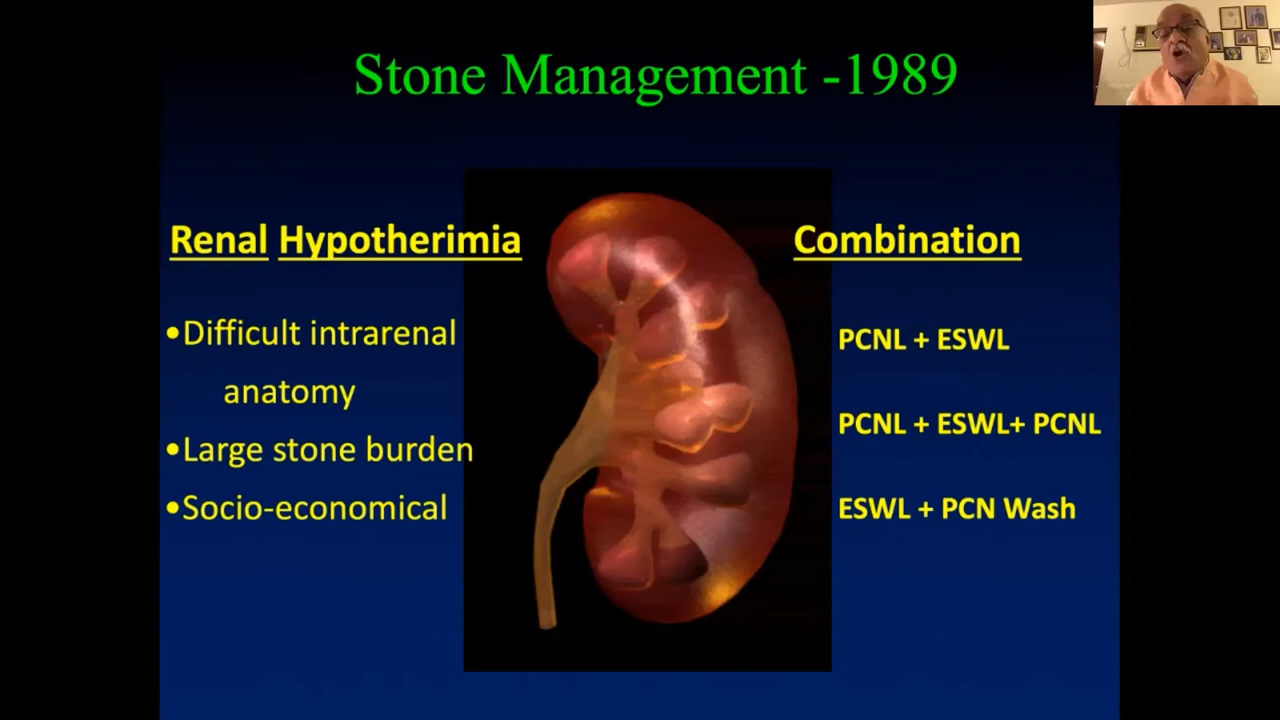 Stone Management -1989
Renal Hypotherimia
•Difficult intrarenal
anatomy
•Large stone burden
•Socio-economical
Combination
PCNL + ESWL
PCNL + ESWL+ PCNL
ESWL + PCN Wash